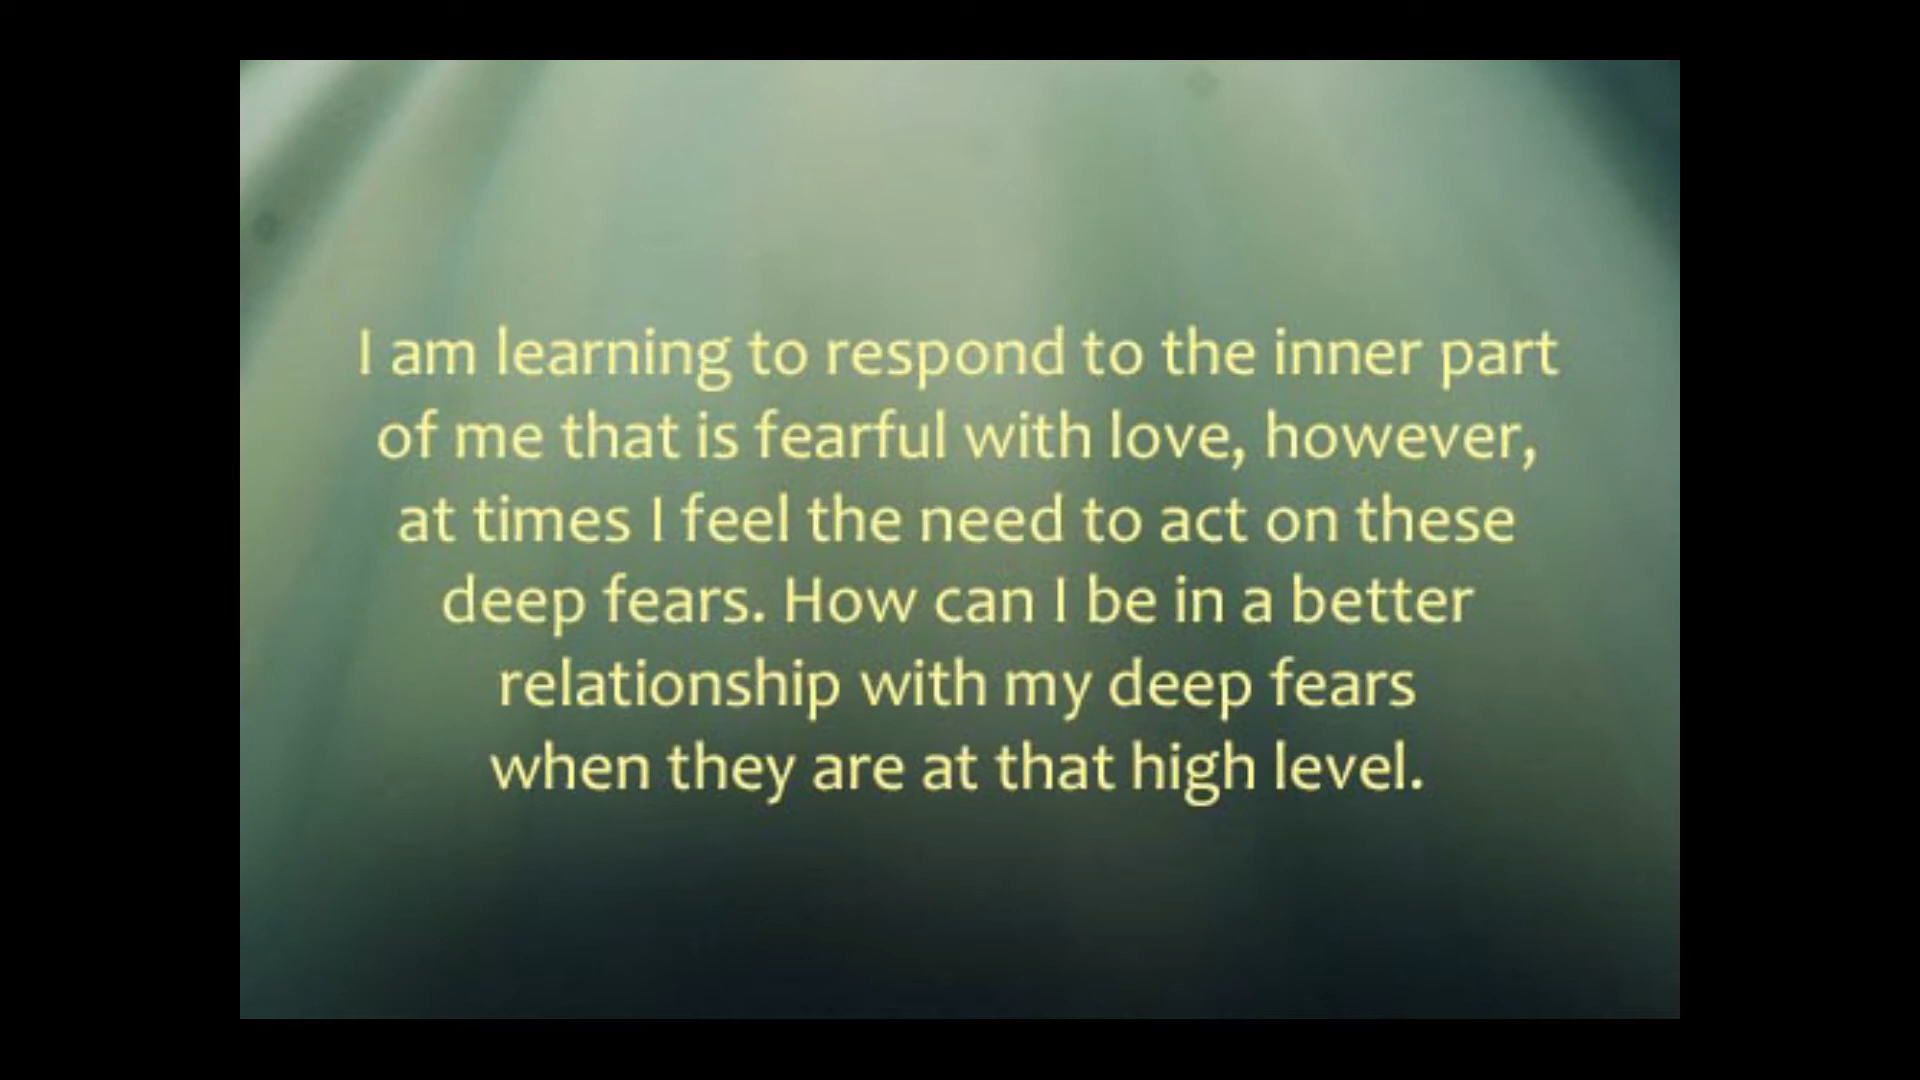 I am learning to respond to the inner part
of me that is fearful with love, however,
at times I feel the need to act on these
deep fears. How can I be in a better
relationship with my deep fears
when they are at that high level.